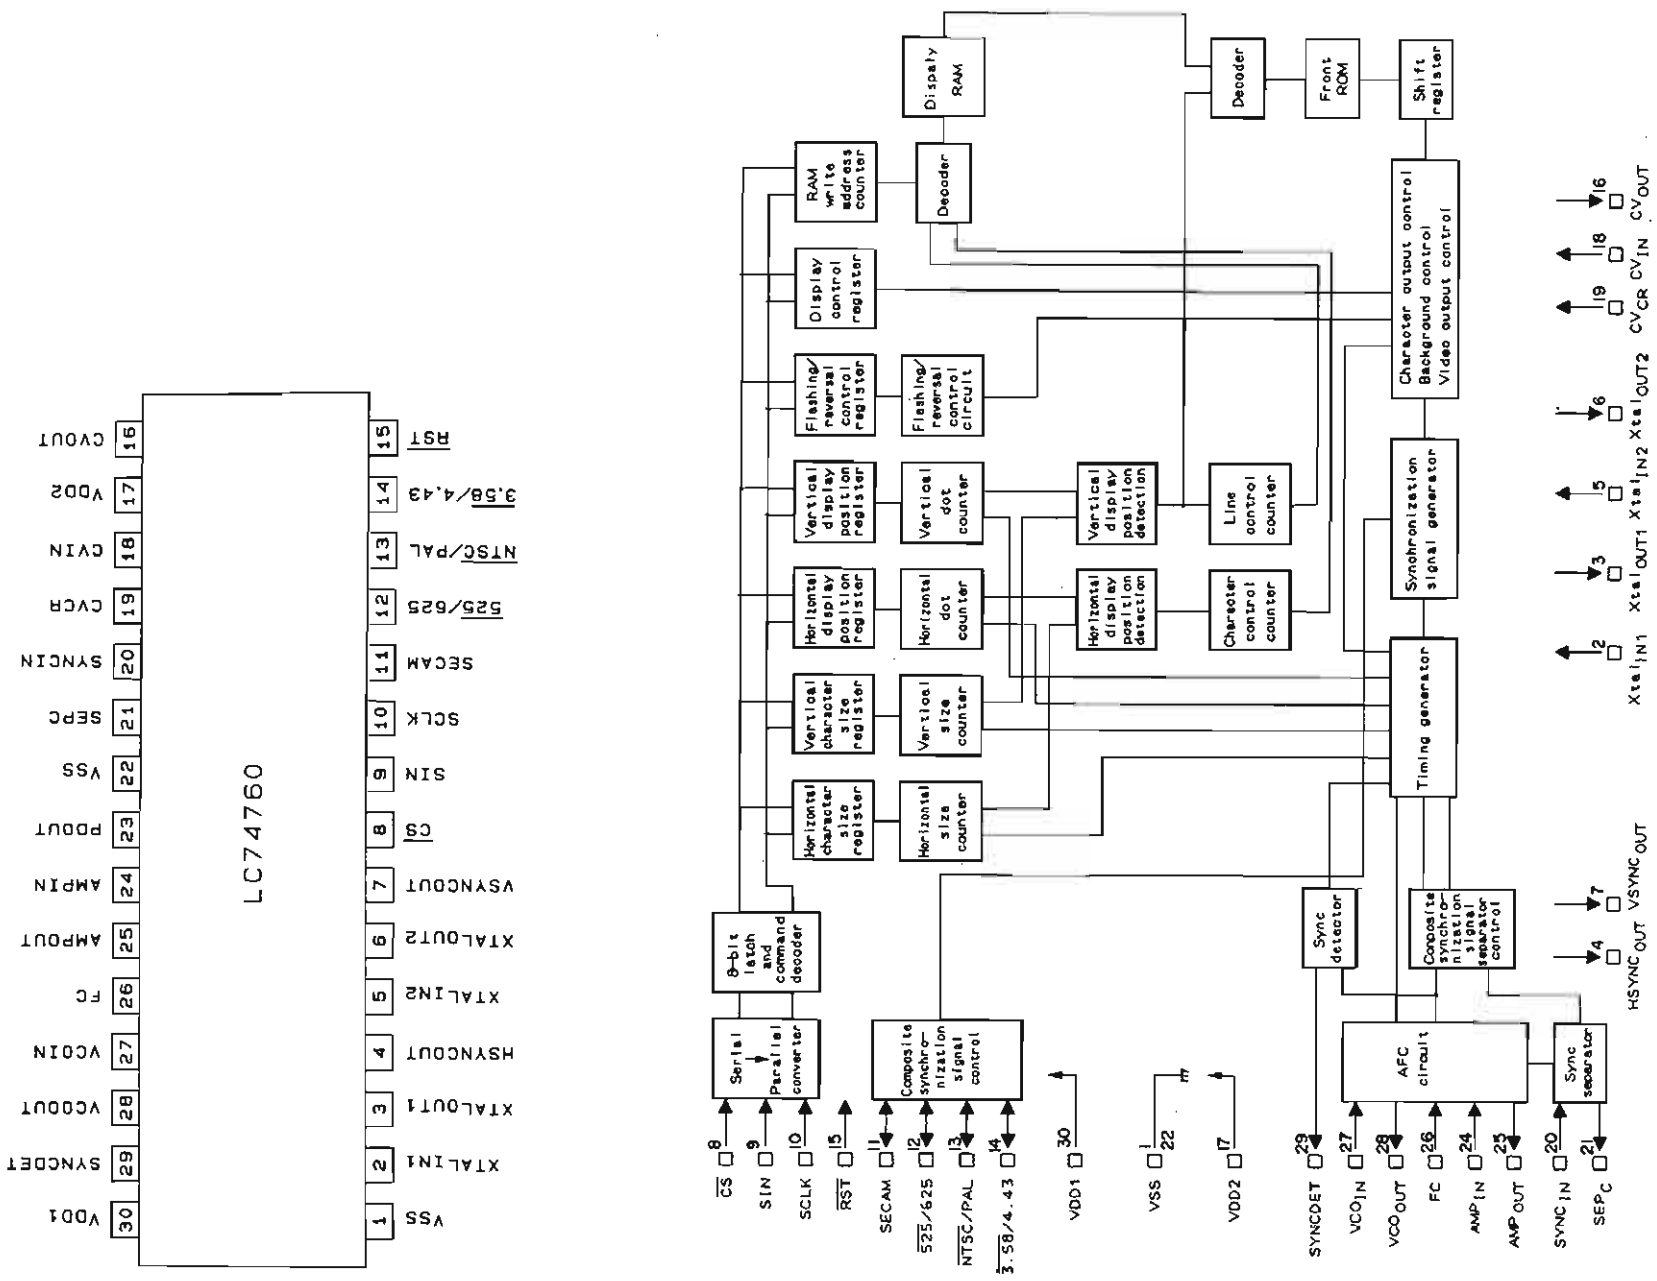 LC74760
CVOUT 16
VDD2 17
CVIN 18
CVCR 19
SYNCIN 20
SEPC 21
VSS 22
PDOUT 23
AMPIN 24
AMPOUT 25
FC 26
VCOIN 27
VCOOUT 28
SYNCDET 29
VDD1 30
15 RST
14 3.58/4.43
13 NTSC/PAL
12 525/625
11 SECAM
10 SCLK
9 SIN
8 CS
7 VSYNCOUT
6 XTALOUT2
5 XTALIN2
4 HSYNCOUT
3 XTALOUT1
2 XTALIN1
1 VSS
Dispaly
RAM
Decoder
Front
ROM
Shift
register
RAM
write
address
counter
Decoder
Display
control
register
Flashing/
reversal
control
register
Flashing/
reversal
control
circuit
Vertical
display
position
register
Vertical
dot
counter
Vertical
display
position
detection
Line
control
counter
Horizontal
display
position
register
Horizontal
dot
counter
Horizontal
display
position
detection
Character
control
counter
Vertical
character
size
register
Vertical
size
counter
Horizontal
character
size
register
Horizontal
size
counter
Character output control
Background control
Video output control
Synchronization
signal generator
Timing generator
8-bit
latch
and
command
decoder
Serial
Parallel
converter
Composite
synchro-
nization
signal
control
Sync
detector
Conposite
synchro-
nization
signal
separator
control
AFC
circuit
Sync
separator
8 CS
9 SIN
10 SCLK
15 RST
11 SECAM
12 525/625
13 NTSC/PAL
14 3.58/4.43
30 VDD1
1
22 VSS
17 VDD2
29 SYNCDET
27 VCOIN
28 VCOOUT
26 FC
24 AMPIN
25 AMPOUT
20 SYNCIN
21 SEPC
16 CVOUT
18 CVIN
19 CVCR
6 XtalOUT2
5 XtalIN2
3 XtalOUT1
2 XtalIN1
7 VSYNCOUT
4 HSYNCOUT